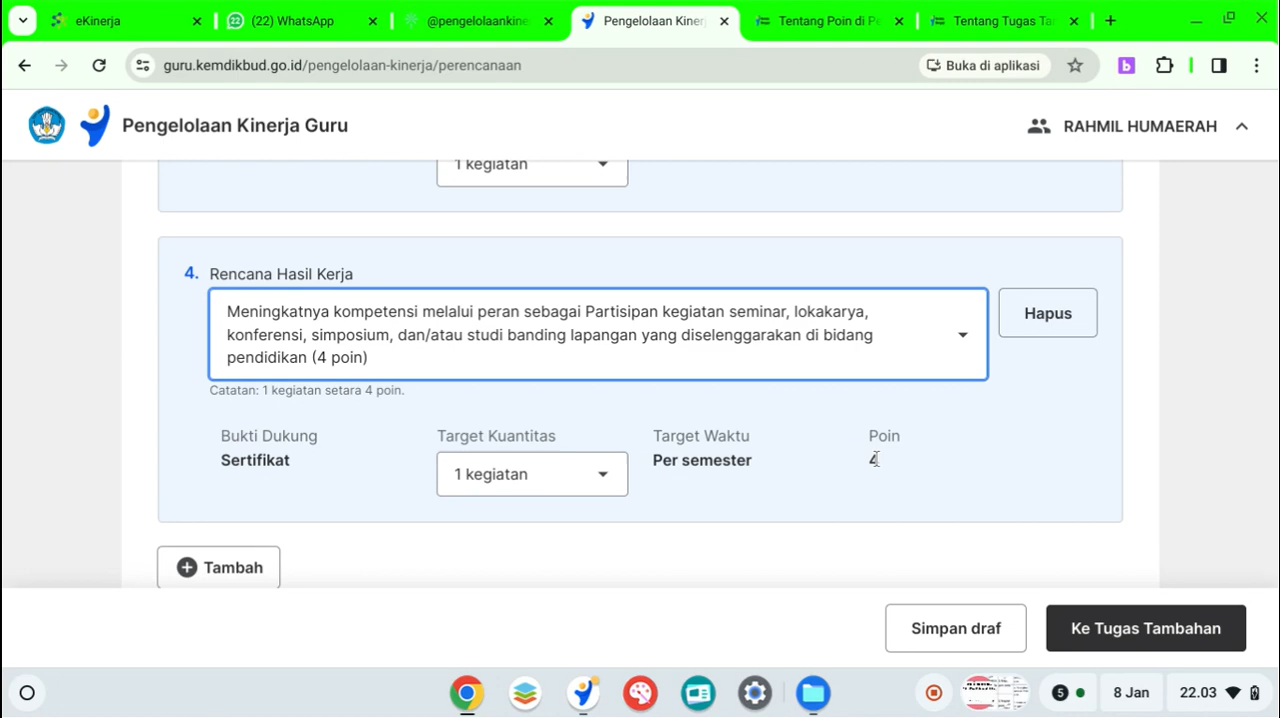 eKinerja
(22) WhatsApp
@pengelolaankine
Pengelolaan Kiner
Tentang Poin di Pe
Tentang Tugas Ta
guru.kemdikbud.go.id/pengelolaan-kinerja/perencanaan
Buka di aplikasi
Pengelolaan Kinerja Guru
RAHMIL HUMAERAH
1 kegiatan
4. Rencana Hasil Kerja
Meningkatnya kompetensi melalui peran sebagai Partisipan kegiatan seminar, lokakarya,
konferensi, simposium, dan/atau studi banding lapangan yang diselenggarakan di bidang
pendidikan (4 poin)
Hapus
Catatan: 1 kegiatan setara 4 poin.
Bukti Dukung
Sertifikat
Target Kuantitas
1 kegiatan
Target Waktu
Per semester
Poin
4
Tambah
Simpan draf
Ke Tugas Tambahan
5
8 Jan
22.03